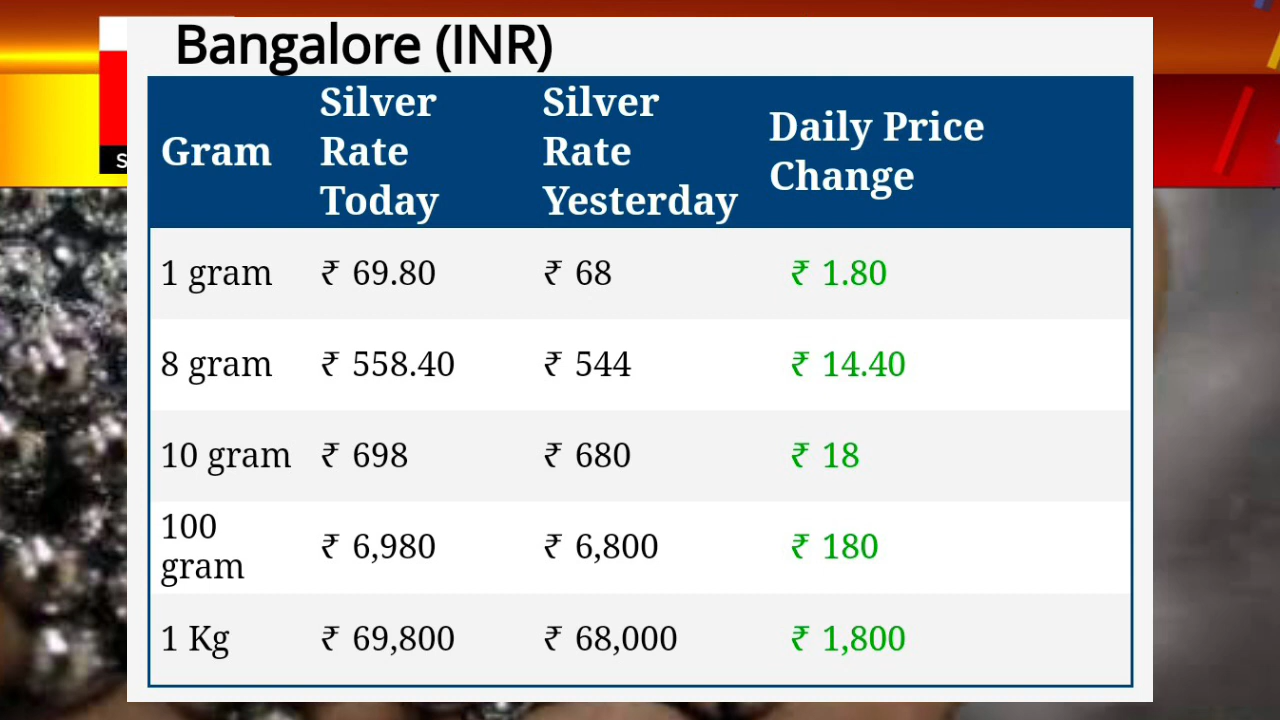 Bangalore (INR)
Gram
Silver
Rate
Today
Silver
Rate
Yesterday
Daily Price
Change
1 gram ₹ 69.80 ₹ 68 ₹ 1.80
8 gram ₹ 558.40 ₹ 544 ₹ 14.40
10 gram ₹ 698 ₹ 680 ₹ 18
100
gram ₹ 6,980 ₹ 6,800 ₹ 180
1 Kg ₹ 69,800 ₹ 68,000 ₹ 1,800